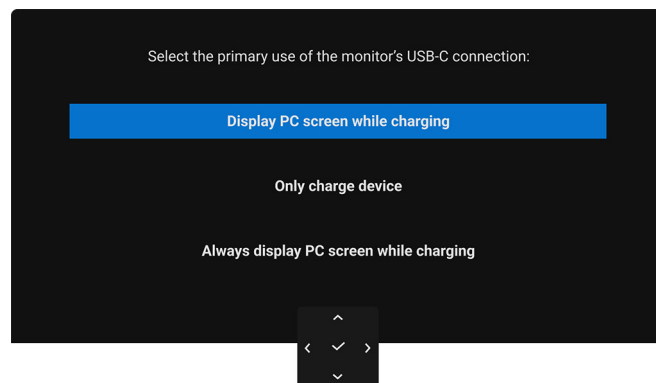 Select the primary use of the monitor’s USB-C connection:
Display PC screen while charging
Only charge device
Always display PC screen while charging